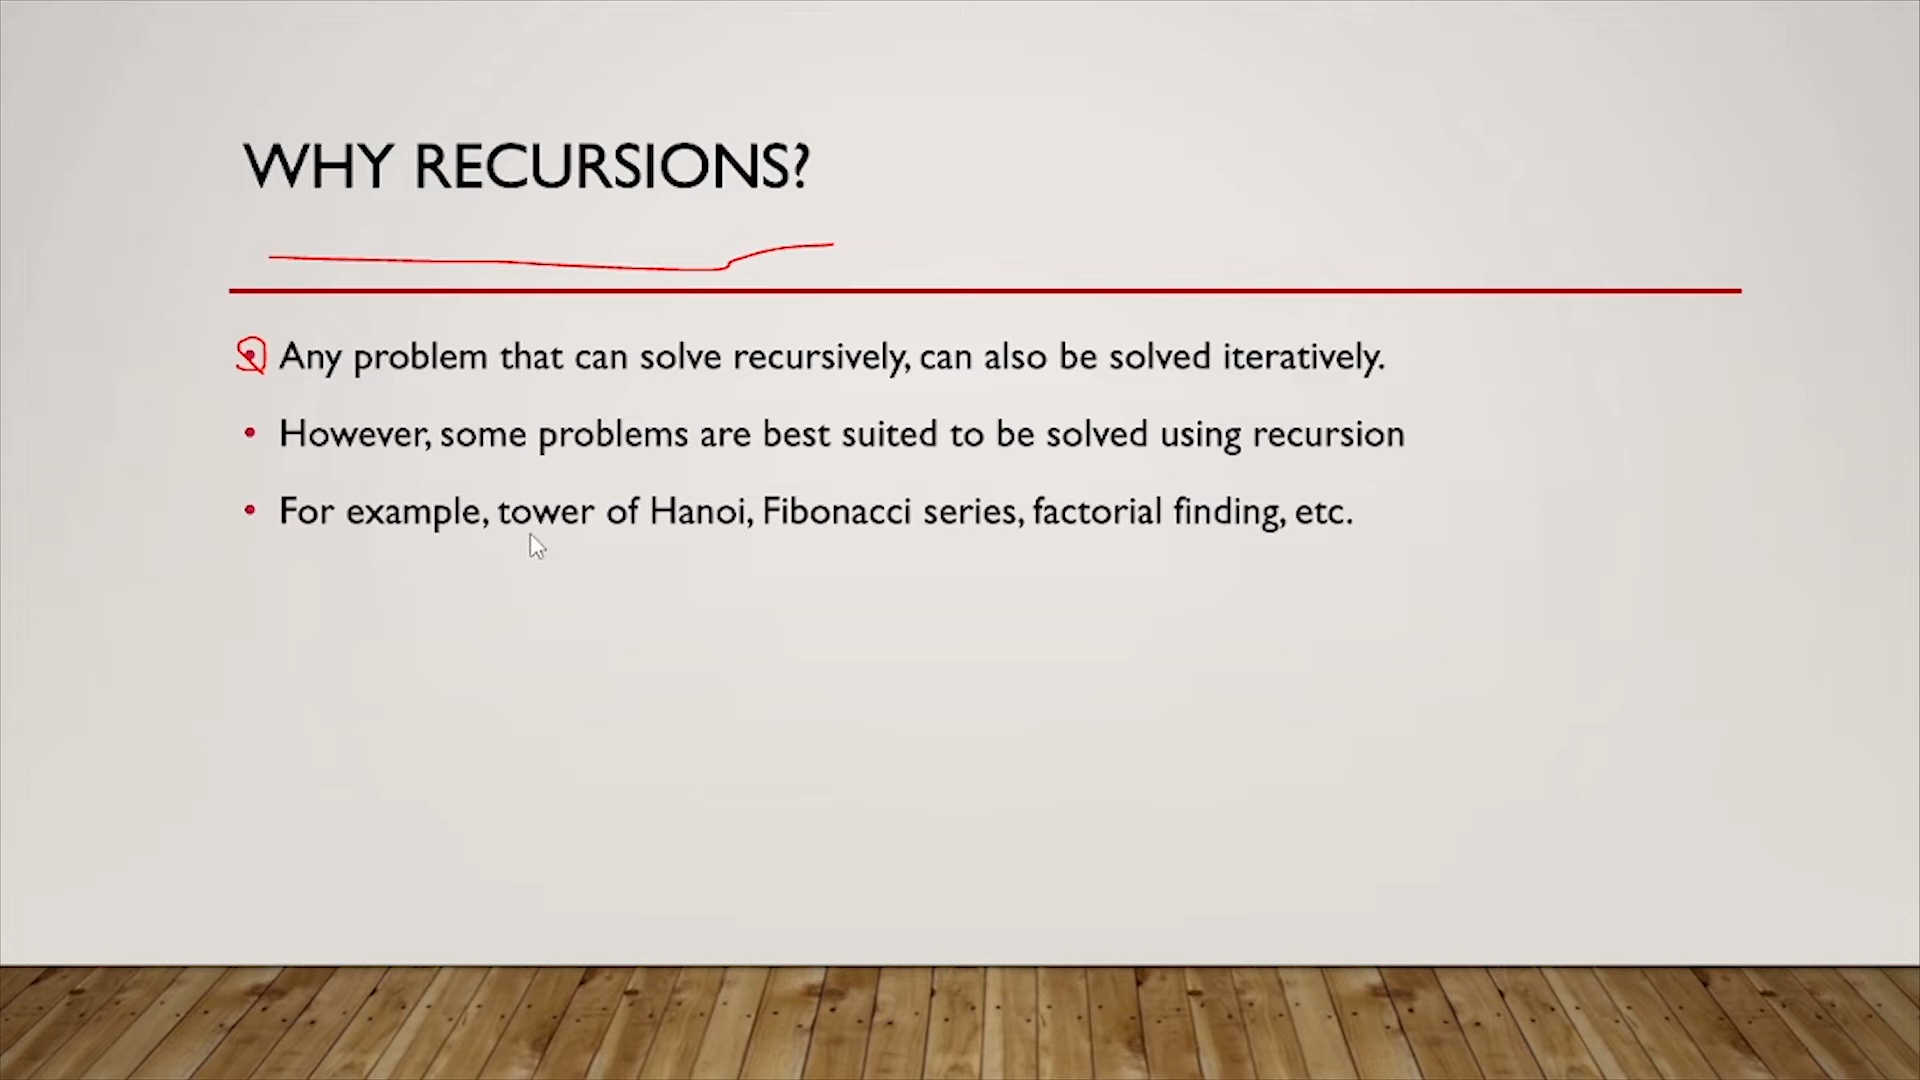 WHY RECURSIONS?
• Any problem that can solve recursively, can also be solved iteratively.
• However, some problems are best suited to be solved using recursion
• For example, tower of Hanoi, Fibonacci series, factorial finding, etc.